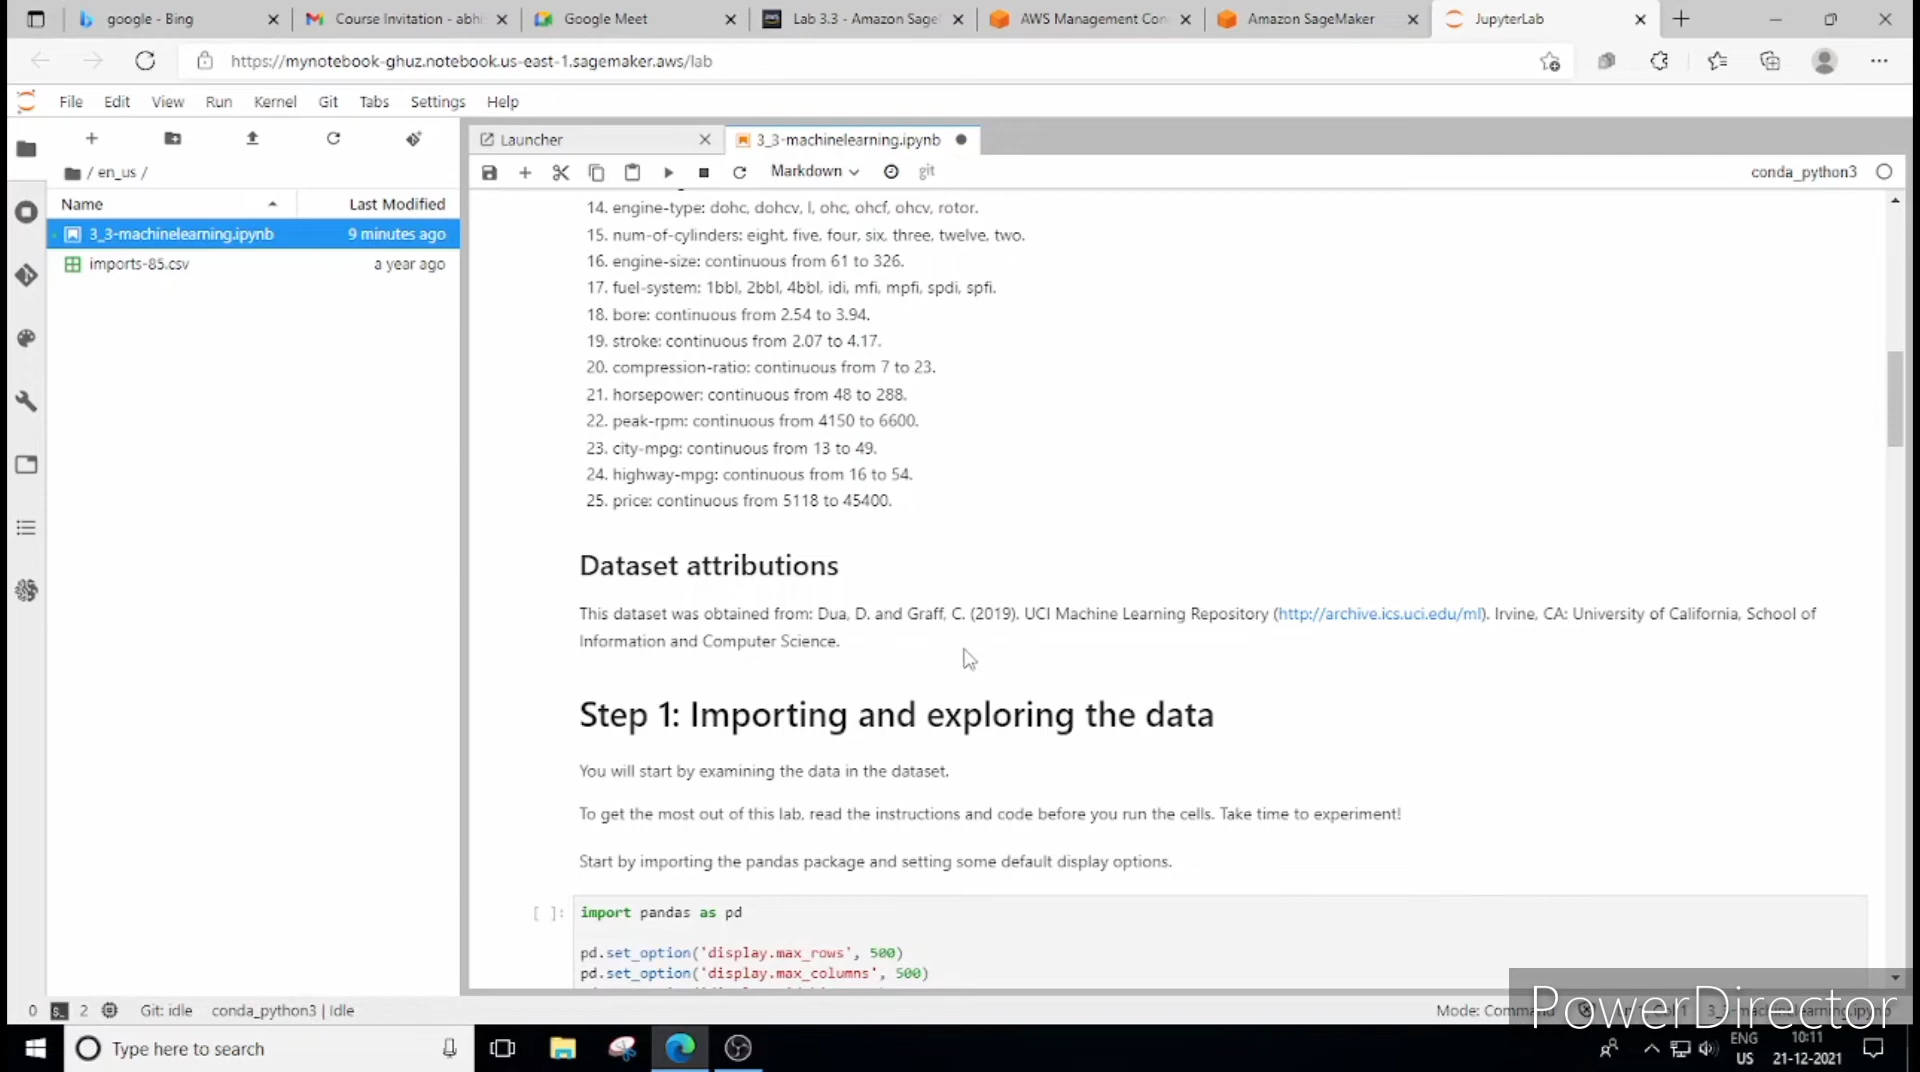 google - Bing
Course Invitation - abhi
Google Meet
Lab 3.3 - Amazon Sage
AWS Management Con
Amazon SageMaker
JupyterLab
https://mynotebook-ghuz.notebook.us-east-1.sagemaker.aws/lab
File Edit View Run Kernel Git Tabs Settings Help
Launcher
3_3-machinelearning.ipynb
/ en_us /
Markdown
git
conda_python3
Name
Last Modified
3_3-machinelearning.ipynb 9 minutes ago
imports-85.csv a year ago
14. engine-type: dohc, dohcv, l, ohc, ohcf, ohcv, rotor.
15. num-of-cylinders: eight, five, four, six, three, twelve, two.
16. engine-size: continuous from 61 to 326.
17. fuel-system: 1bbl, 2bbl, 4bbl, idi, mfi, mpfi, spdi, spfi.
18. bore: continuous from 2.54 to 3.94.
19. stroke: continuous from 2.07 to 4.17.
20. compression-ratio: continuous from 7 to 23.
21. horsepower: continuous from 48 to 288.
22. peak-rpm: continuous from 4150 to 6600.
23. city-mpg: continuous from 13 to 49.
24. highway-mpg: continuous from 16 to 54.
25. price: continuous from 5118 to 45400.
Dataset attributions
This dataset was obtained from: Dua, D. and Graff, C. (2019). UCI Machine Learning Repository (http://archive.ics.uci.edu/ml). Irvine, CA: University of California, School of
Information and Computer Science.
Step 1: Importing and exploring the data
You will start by examining the data in the dataset.
To get the most out of this lab, read the instructions and code before you run the cells. Take time to experiment!
Start by importing the pandas package and setting some default display options.
[ ]: import pandas as pd
pd.set_option('display.max_rows', 500)
pd.set_option('display.max_columns', 500)
0 2 Git: idle conda_python3 | Idle
Mode: Comman
PowerDirector
Type here to search
ENG
US
10:11
21-12-2021